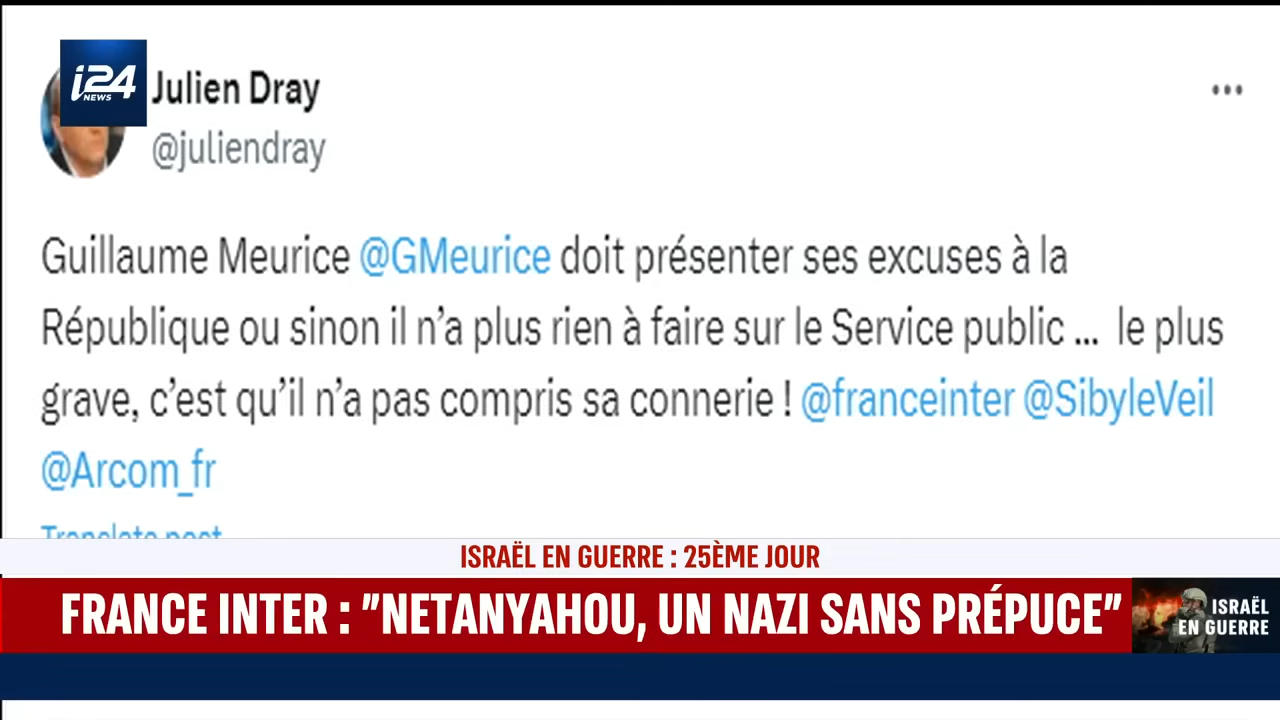 i24
NEWS
Julien Dray
@juliendray
Guillaume Meurice @GMeurice doit présenter ses excuses à la
République ou sinon il n’a plus rien à faire sur le Service public ... le plus
grave, c’est qu’il n’a pas compris sa connerie ! @franceinter @SibyleVeil
@Arcom_fr
Translate post
ISRAËL EN GUERRE : 25ÈME JOUR
FRANCE INTER : "NETANYAHOU, UN NAZI SANS PRÉPUCE"
ISRAËL
EN GUERRE